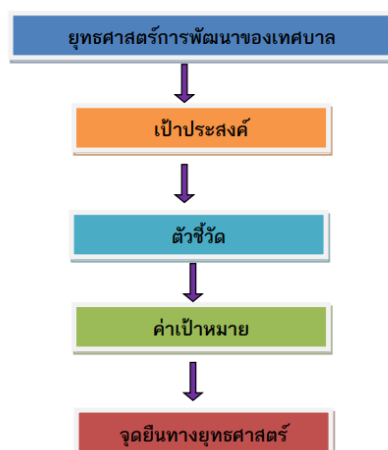 ยุทธศาสตร์การพัฒนาของเทศบาล
เป้าประสงค์
ตัวชี้วัด
ค่าเป้าหมาย
จุดยืนทางยุทธศาสตร์